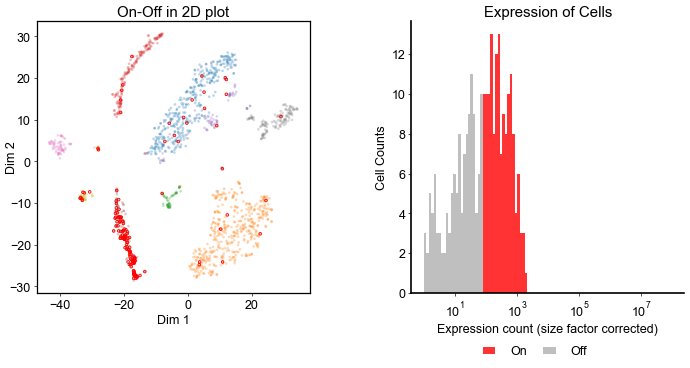 On-Off in 2D plot
Expression of Cells
30
20
10
0
−10
−20
−30
Dim 2
−40
−20
0
20
Dim 1
12
10
8
6
4
2
0
Cell Counts
10^1
10^3
10^5
10^7
Expression count (size factor corrected)
On
Off